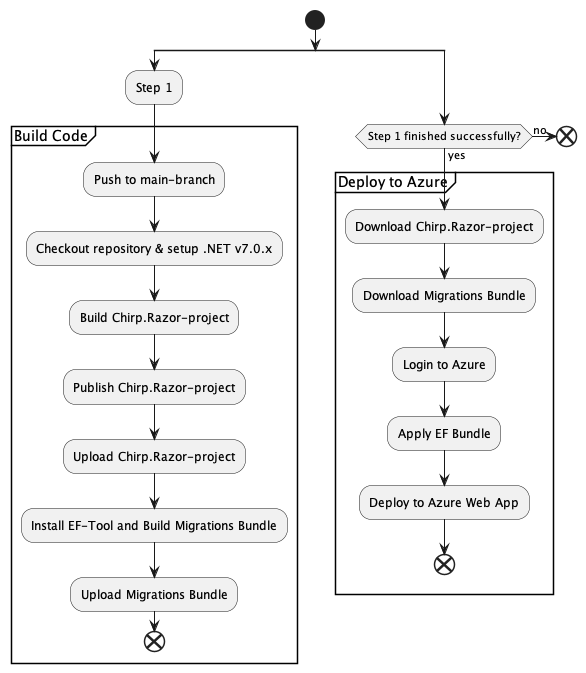 Step 1
Build Code
Push to main-branch
Checkout repository & setup .NET v7.0.x
Build Chirp.Razor-project
Publish Chirp.Razor-project
Upload Chirp.Razor-project
Install EF-Tool and Build Migrations Bundle
Upload Migrations Bundle
Step 1 finished successfully?
no
yes
Deploy to Azure
Download Chirp.Razor-project
Download Migrations Bundle
Login to Azure
Apply EF Bundle
Deploy to Azure Web App